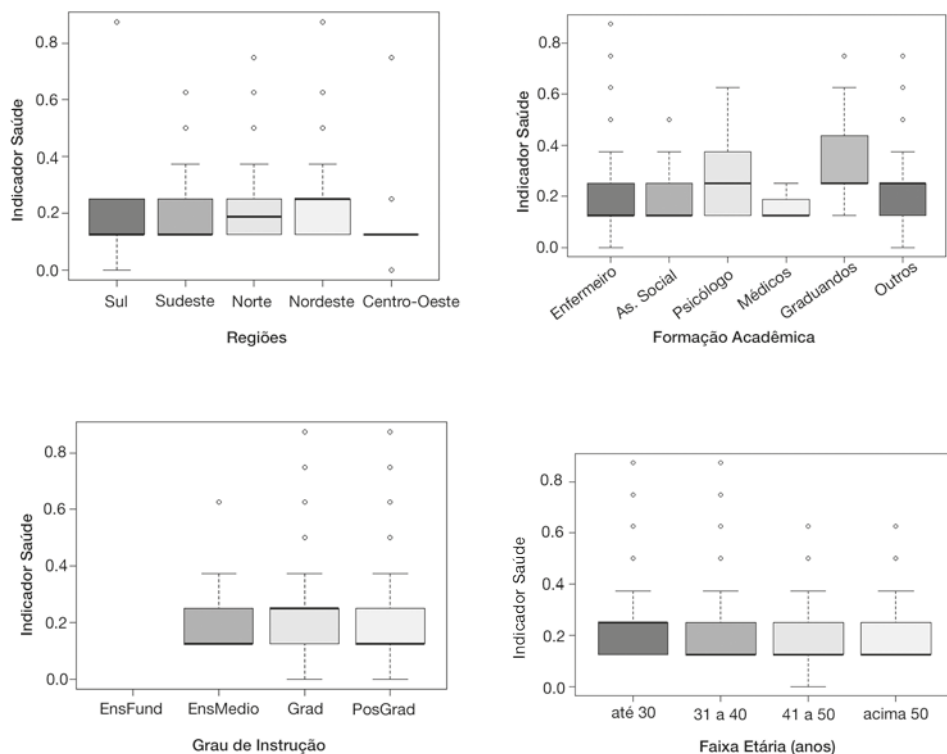 Indicador Saúde
0.8
0.6
0.4
0.2
0.0
Sul Sudeste Norte Nordeste Centro-Oeste
Regiões
Indicador Saúde
0.8
0.6
0.4
0.2
0.0
Enfermeiro As. Social Psicólogo Médicos Graduandos Outros
Formação Acadêmica
Indicador Saúde
0.8
0.6
0.4
0.2
0.0
EnsFund EnsMedio Grad PosGrad
Grau de Instrução
Indicador Saúde
0.8
0.6
0.4
0.2
0.0
até 30 31 a 40 41 a 50 acima 50
Faixa Etária (anos)